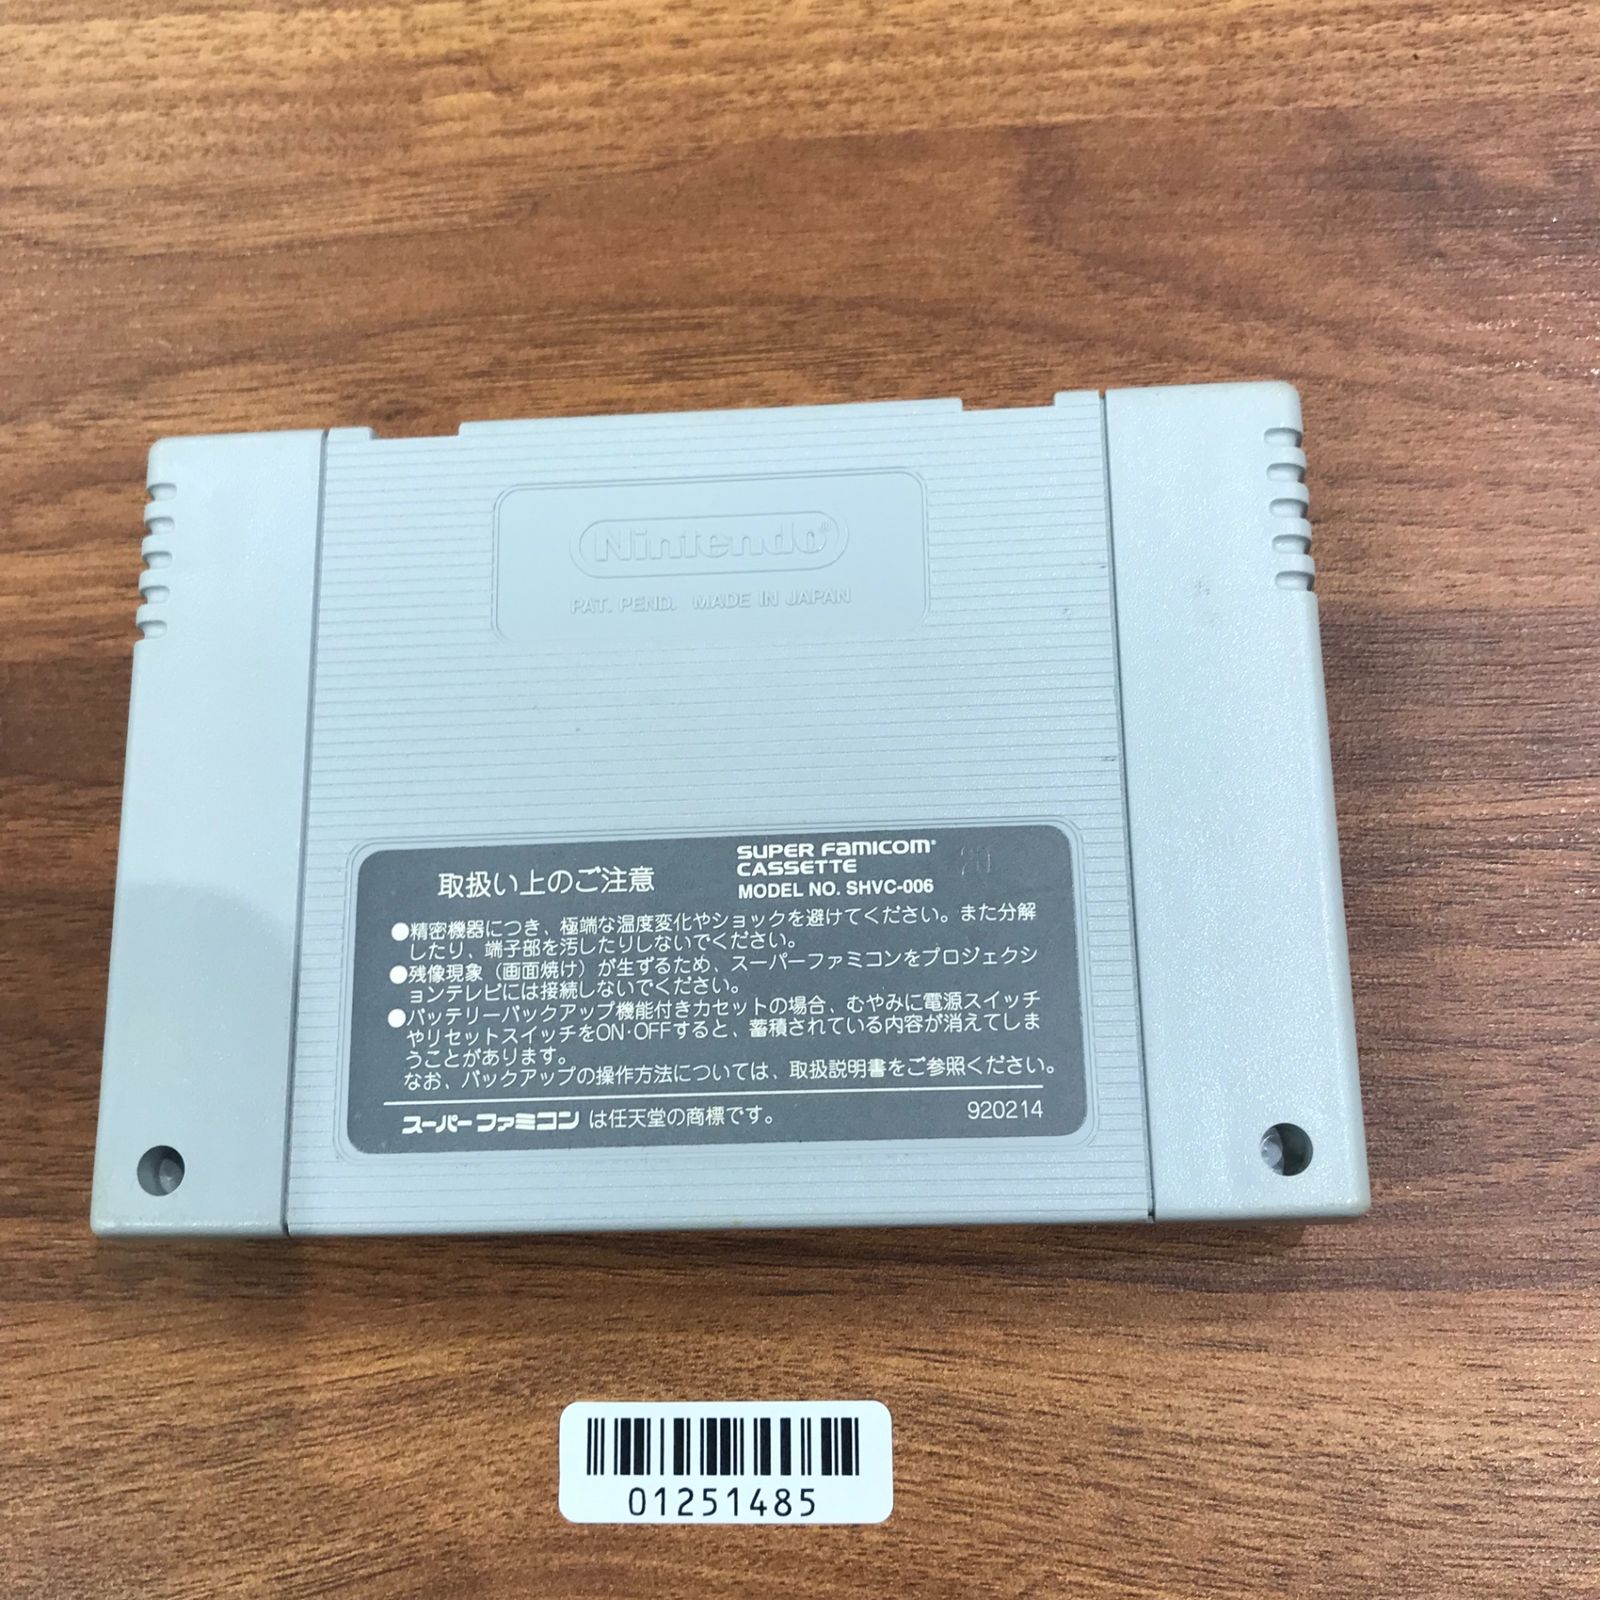 Nintendo®
PAT. PEND. MADE IN JAPAN
取扱い上のご注意
SUPER FAMICOM®
CASSETTE
MODEL NO. SHVC-006
●精密機器につき、極端な温度変化やショックを避けてください。また分解
したり、端子部を汚したりしないでください。
●残像現象（画面焼け）が生ずるため、スーパーファミコンをプロジェクシ
ョンテレビには接続しないでください。
●バッテリーバックアップ機能付きカセットの場合、むやみに電源スイッチ
やリセットスイッチをON·OFFすると、蓄積されている内容が消えてしま
うことがあります。
なお、バックアップの操作方法については、取扱説明書をご参照ください。
スーパーファミコン は任天堂の商標です。
920214
01251485